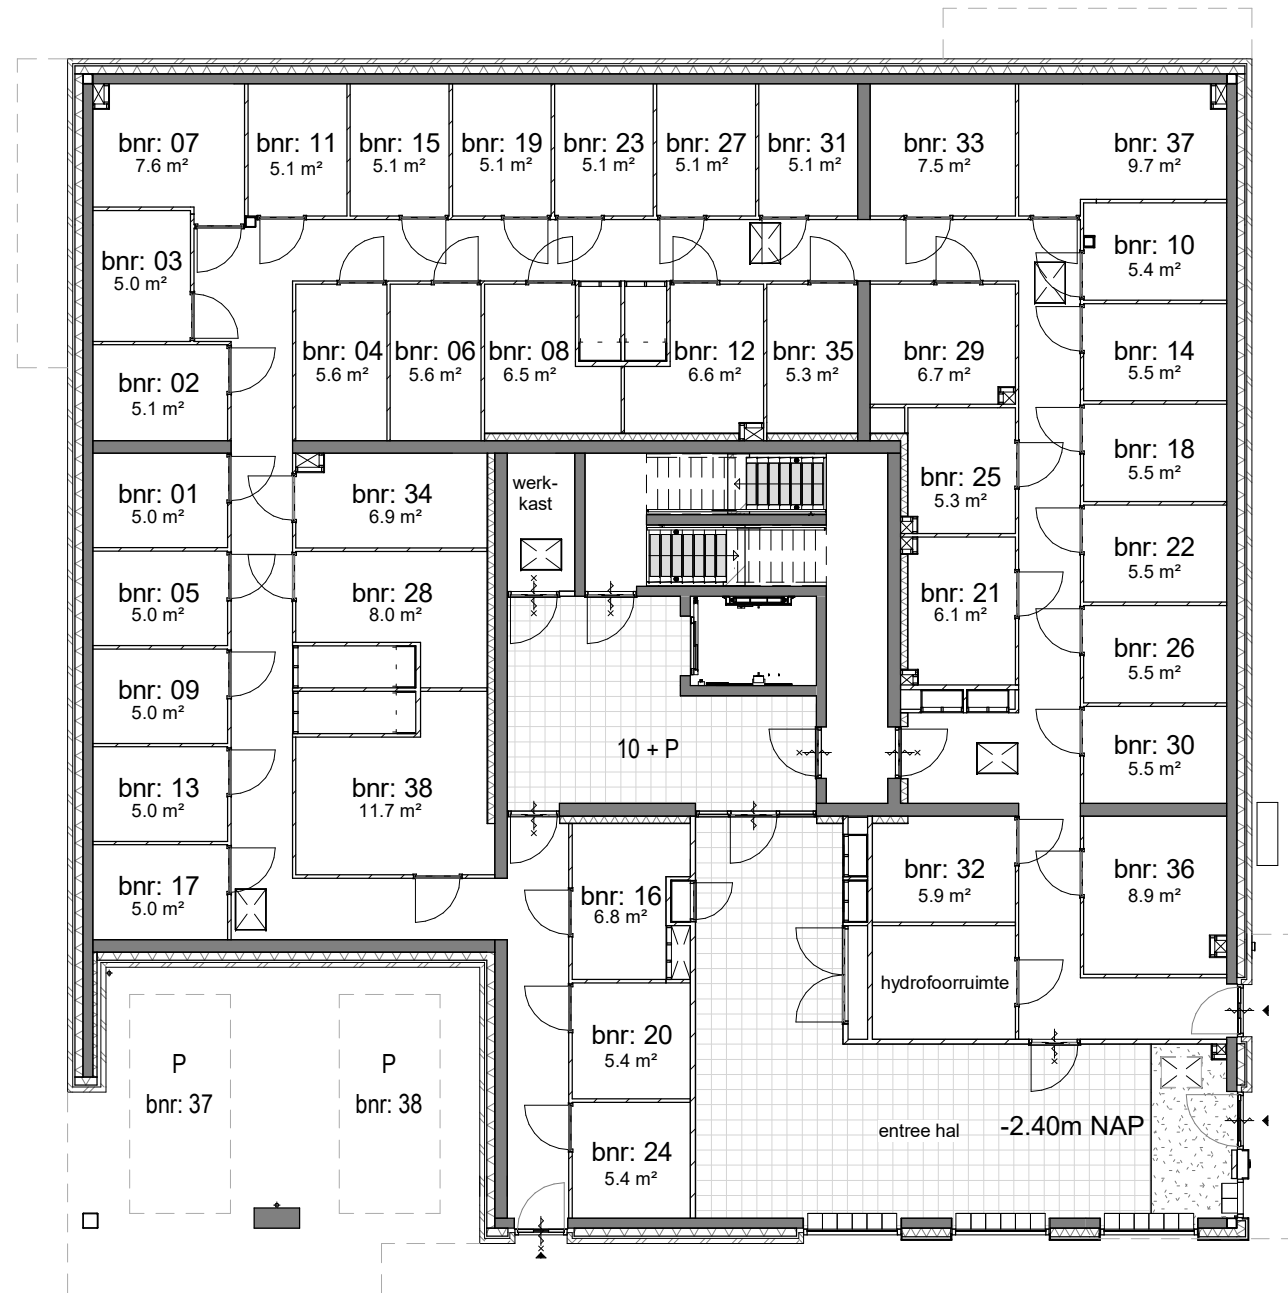 bnr: 07
7.6 m²
bnr: 11
5.1 m²
bnr: 15
5.1 m²
bnr: 19
5.1 m²
bnr: 23
5.1 m²
bnr: 27
5.1 m²
bnr: 31
5.1 m²
bnr: 33
7.5 m²
bnr: 37
9.7 m²
bnr: 03
5.0 m²
bnr: 10
5.4 m²
bnr: 02
5.1 m²
bnr: 04
5.6 m²
bnr: 06
5.6 m²
bnr: 08
6.5 m²
bnr: 12
6.6 m²
bnr: 35
5.3 m²
bnr: 29
6.7 m²
bnr: 14
5.5 m²
bnr: 01
5.0 m²
bnr: 34
6.9 m²
werk-
kast
bnr: 25
5.3 m²
bnr: 18
5.5 m²
bnr: 05
5.0 m²
bnr: 28
8.0 m²
bnr: 21
6.1 m²
bnr: 22
5.5 m²
bnr: 09
5.0 m²
bnr: 26
5.5 m²
bnr: 13
5.0 m²
bnr: 38
11.7 m²
10 + P
bnr: 30
5.5 m²
bnr: 17
5.0 m²
bnr: 16
6.8 m²
bnr: 32
5.9 m²
bnr: 36
8.9 m²
hydrofoorruimte
bnr: 20
5.4 m²
P
bnr: 37
P
bnr: 38
bnr: 24
5.4 m²
entree hal
-2.40m NAP